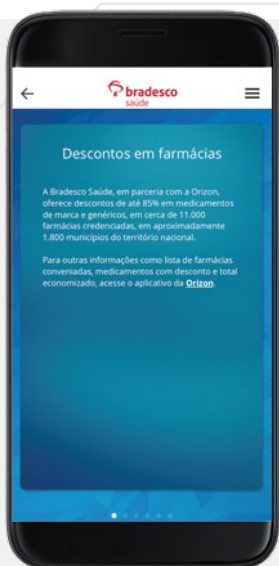 bradesco
saúde
Descontos em farmácias
A Bradesco Saúde, em parceria com a Orizon,
oferece descontos de até 85% em medicamentos
de marca e genéricos, em cerca de 11.000
farmácias credenciadas, em aproximadamente
1.800 municípios do território nacional.
Para outras informações como lista de farmácias
conveniadas, medicamentos com desconto e total
economizado, acesse o aplicativo da Orizon.